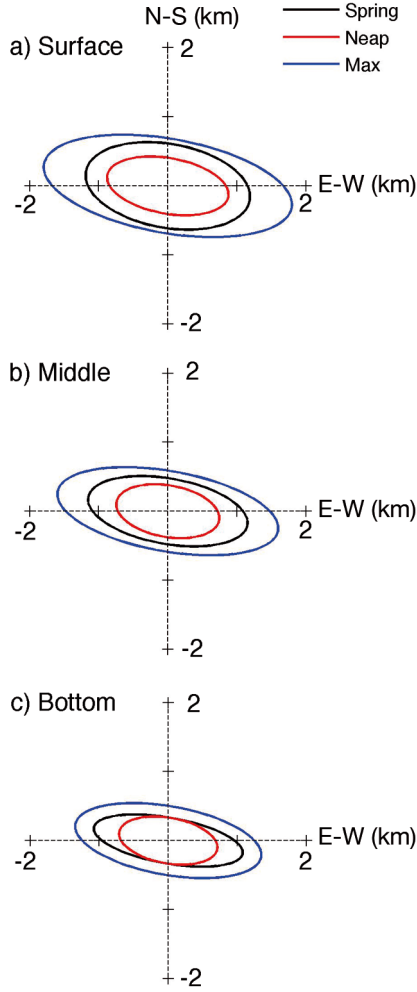 N-S (km)
Spring
Neap
Max
a) Surface
2
-2
2
E-W (km)
-2
b) Middle
2
-2
2
E-W (km)
-2
c) Bottom
2
-2
2
E-W (km)
-2